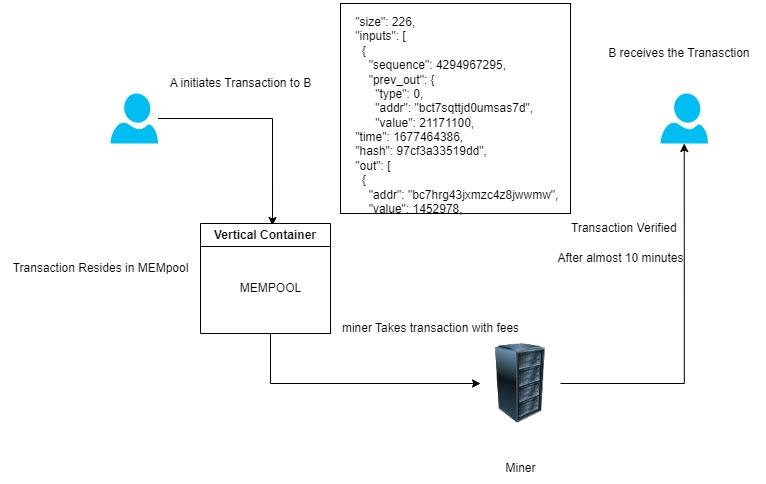 "size": 226,
"inputs": [
{
"sequence": 4294967295,
"prev_out": {
"type": 0,
"addr": "bct7sqttjd0umsas7d",
"value": 21171100,
"time": 1677464386,
"hash": 97cf3a33519dd",
"out": [
{
"addr": "bc7hrg43jxmzc4z8jwwmw",
"value": 1452978,
A initiates Transaction to B
B receives the Tranasction
Vertical Container
MEMPOOL
Transaction Resides in MEMpool
miner Takes transaction with fees
Miner
Transaction Verified
After almost 10 minutes